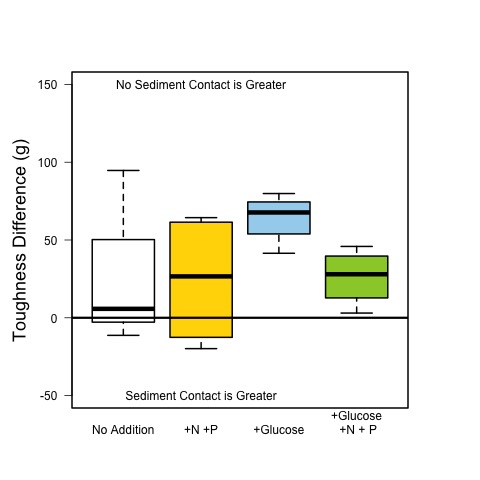 No Sediment Contact is Greater
150
100
50
0
-50
Toughness Difference (g)
Sediment Contact is Greater
No Addition
+N +P
+Glucose
+Glucose
+N + P